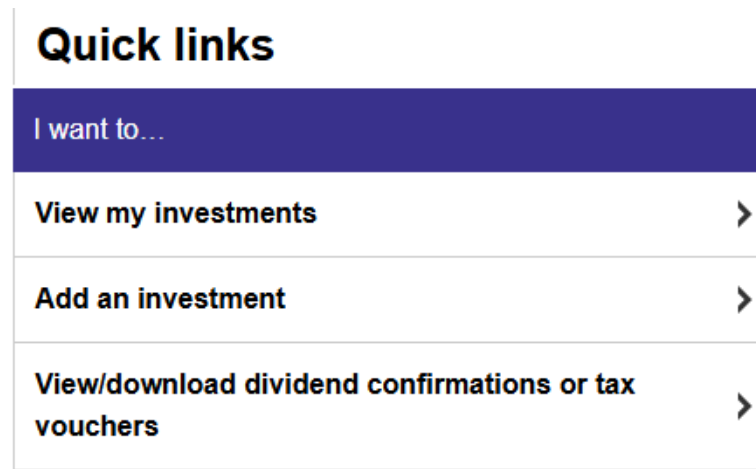 Quick links
I want to...
View my investments
Add an investment
View/download dividend confirmations or tax
vouchers